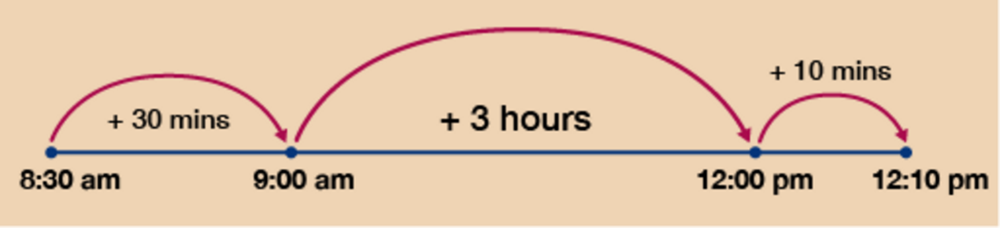 + 10 mins
+ 30 mins
+ 3 hours
8:30 am
9:00 am
12:00 pm
12:10 pm